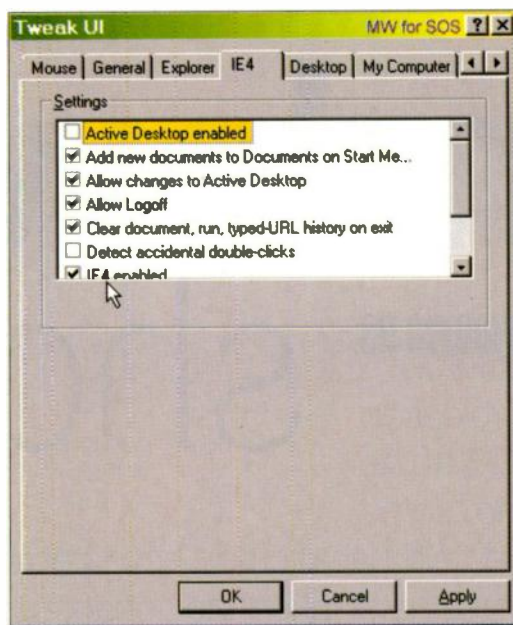 Tweak UI MW for SOS ? X
Mouse General Explorer IE4 Desktop My Computer
Settings
Active Desktop enabled
Add new documents to Documents on Start Me...
Allow changes to Active Desktop
Allow Logoff
Clear document, run, typed-URL history on exit
Detect accidental double-clicks
IE4 enabled
OK Cancel Apply